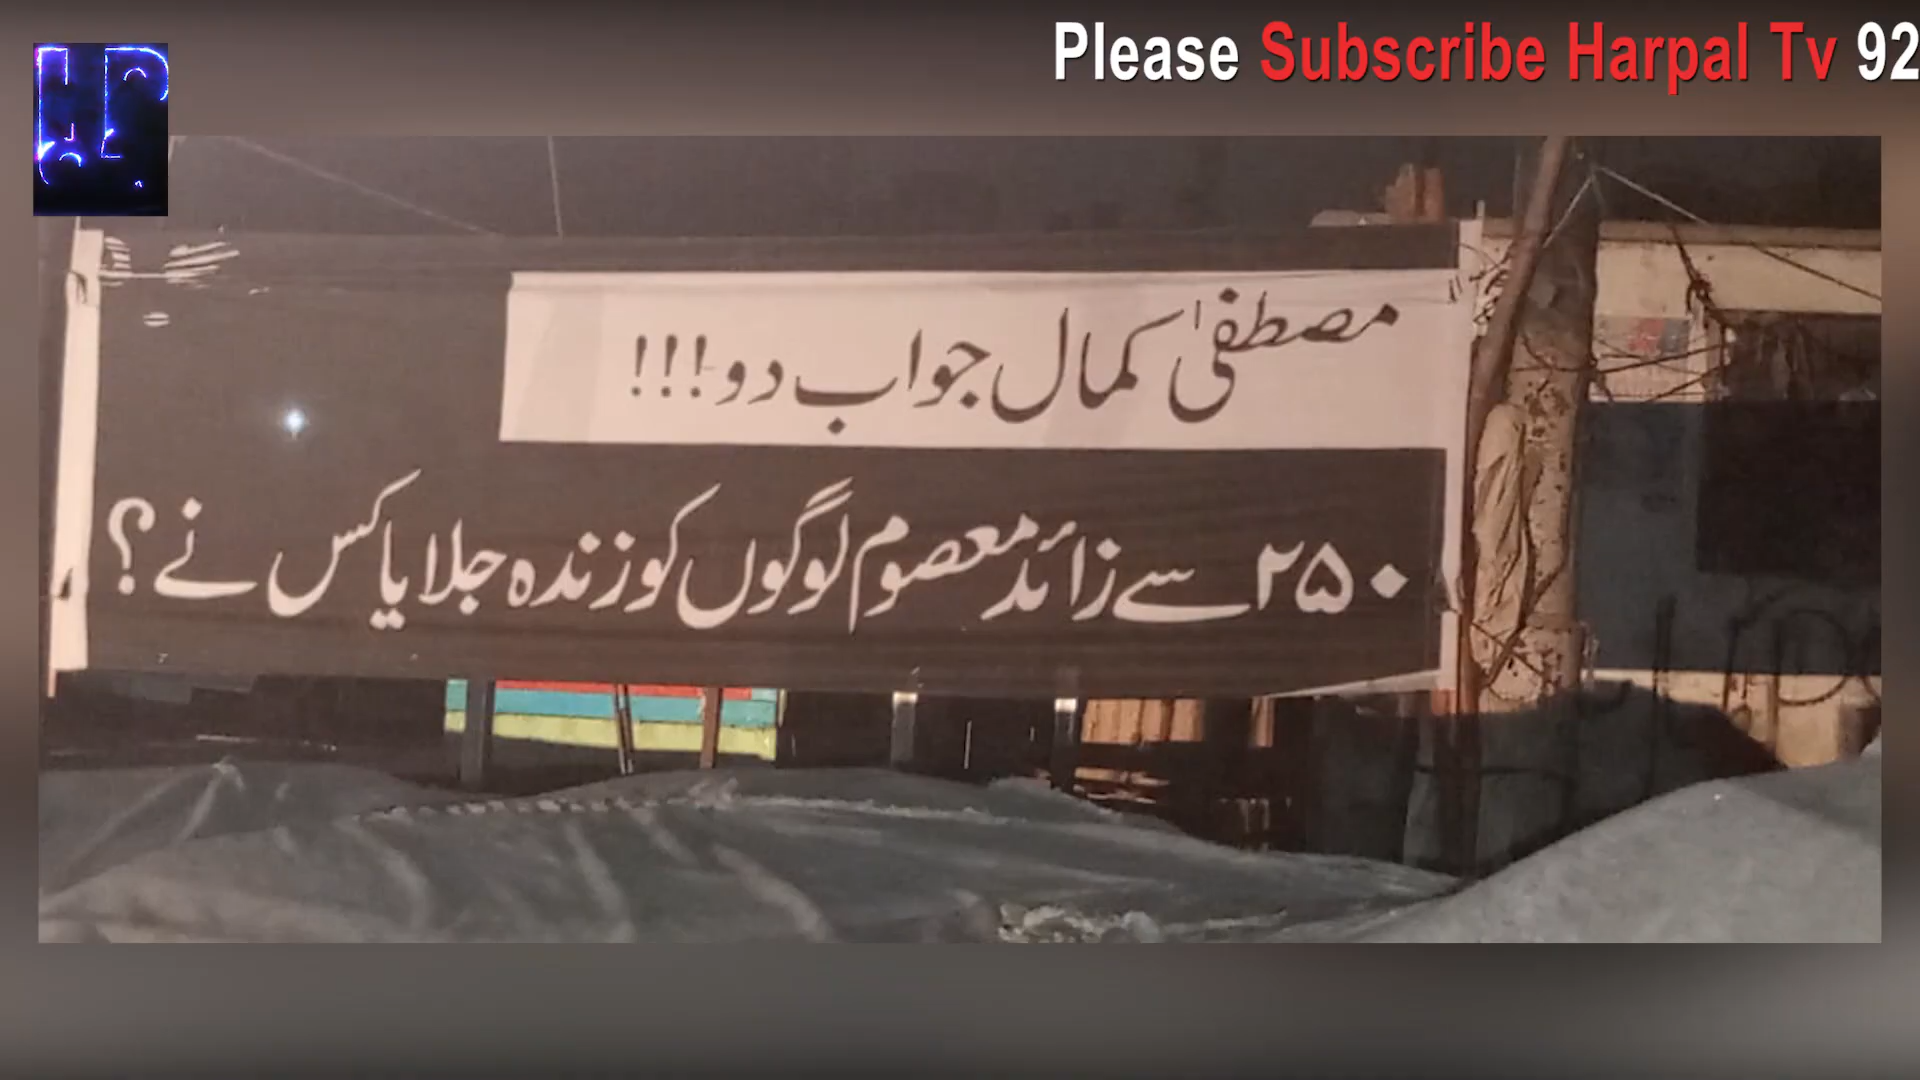 Please Subscribe Harpal Tv 92
مصطفیٰ کمال جواب دو!!!
۲۵۰ سے زائد معصوم لوگوں کو زندہ جلایا کس نے؟